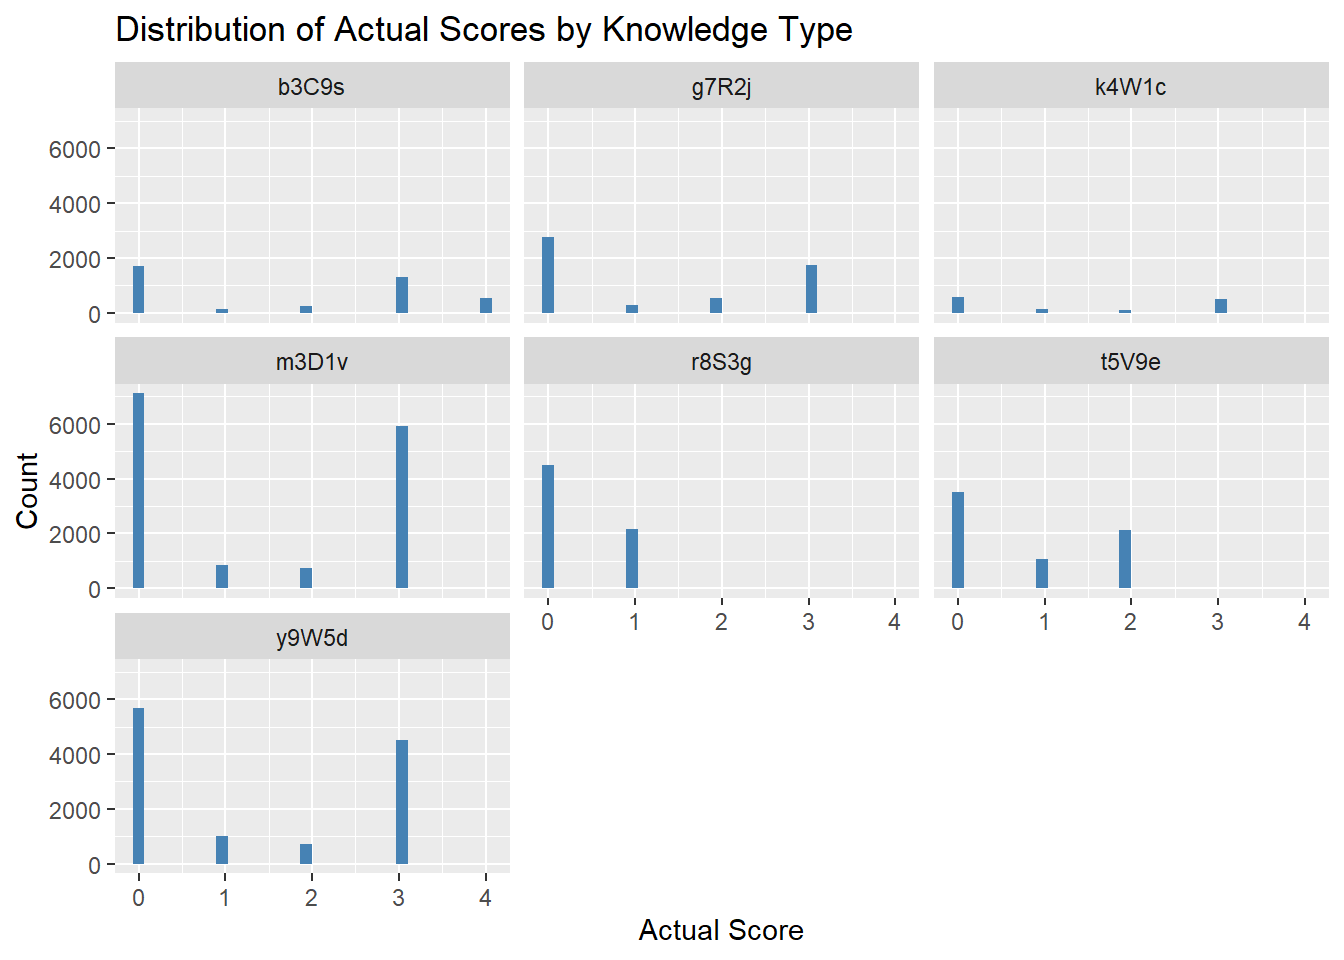 Distribution of Actual Scores by Knowledge Type
b3C9s g7R2j k4W1c
6000
4000
2000
0
m3D1v r8S3g t5V9e
6000
4000
2000
0
0 1 2 3 4 0 1 2 3 4
y9W5d
6000
4000
2000
0
0 1 2 3 4
Count
Actual Score